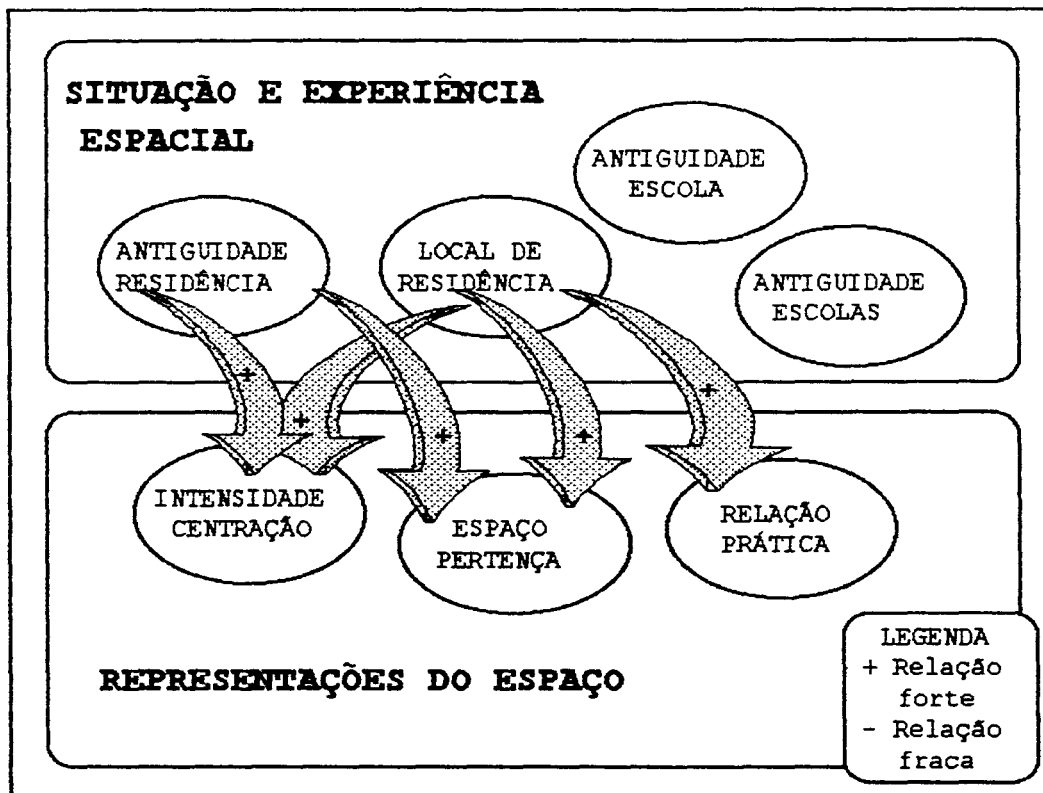 SITUAÇÃO E EXPERIÊNCIA
ESPACIAL
ANTIGUIDADE
ESCOLA
ANTIGUIDADE
RESIDÊNCIA
LOCAL DE
RESIDÊNCIA
ANTIGUIDADE
ESCOLAS
+
+
+
+
+
INTENSIDADE
CENTRAÇÃO
ESPAÇO
PERTENÇA
RELAÇÃO
PRÁTICA
REPRESENTAÇÕES DO ESPAÇO
LEGENDA
+ Relação
forte
- Relação
fraca